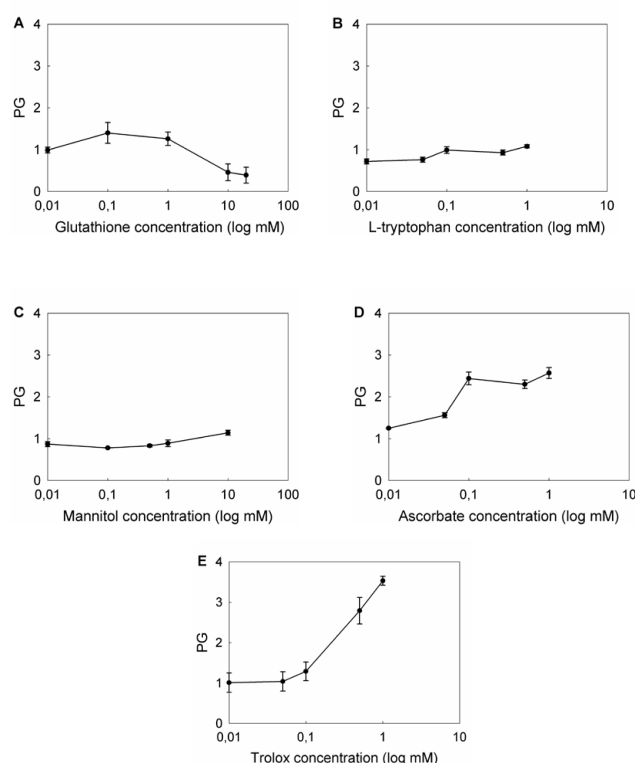 A
PG
4
3
2
1
0
0,01 0,1 1 10 100
Glutathione concentration (log mM)
B
PG
4
3
2
1
0
0,01 0,1 1 10
L-tryptophan concentration (log mM)
C
PG
4
3
2
1
0
0,01 0,1 1 10 100
Mannitol concentration (log mM)
D
PG
4
3
2
1
0
0,01 0,1 1 10
Ascorbate concentration (log mM)
E
PG
4
3
2
1
0
0,01 0,1 1 10
Trolox concentration (log mM)